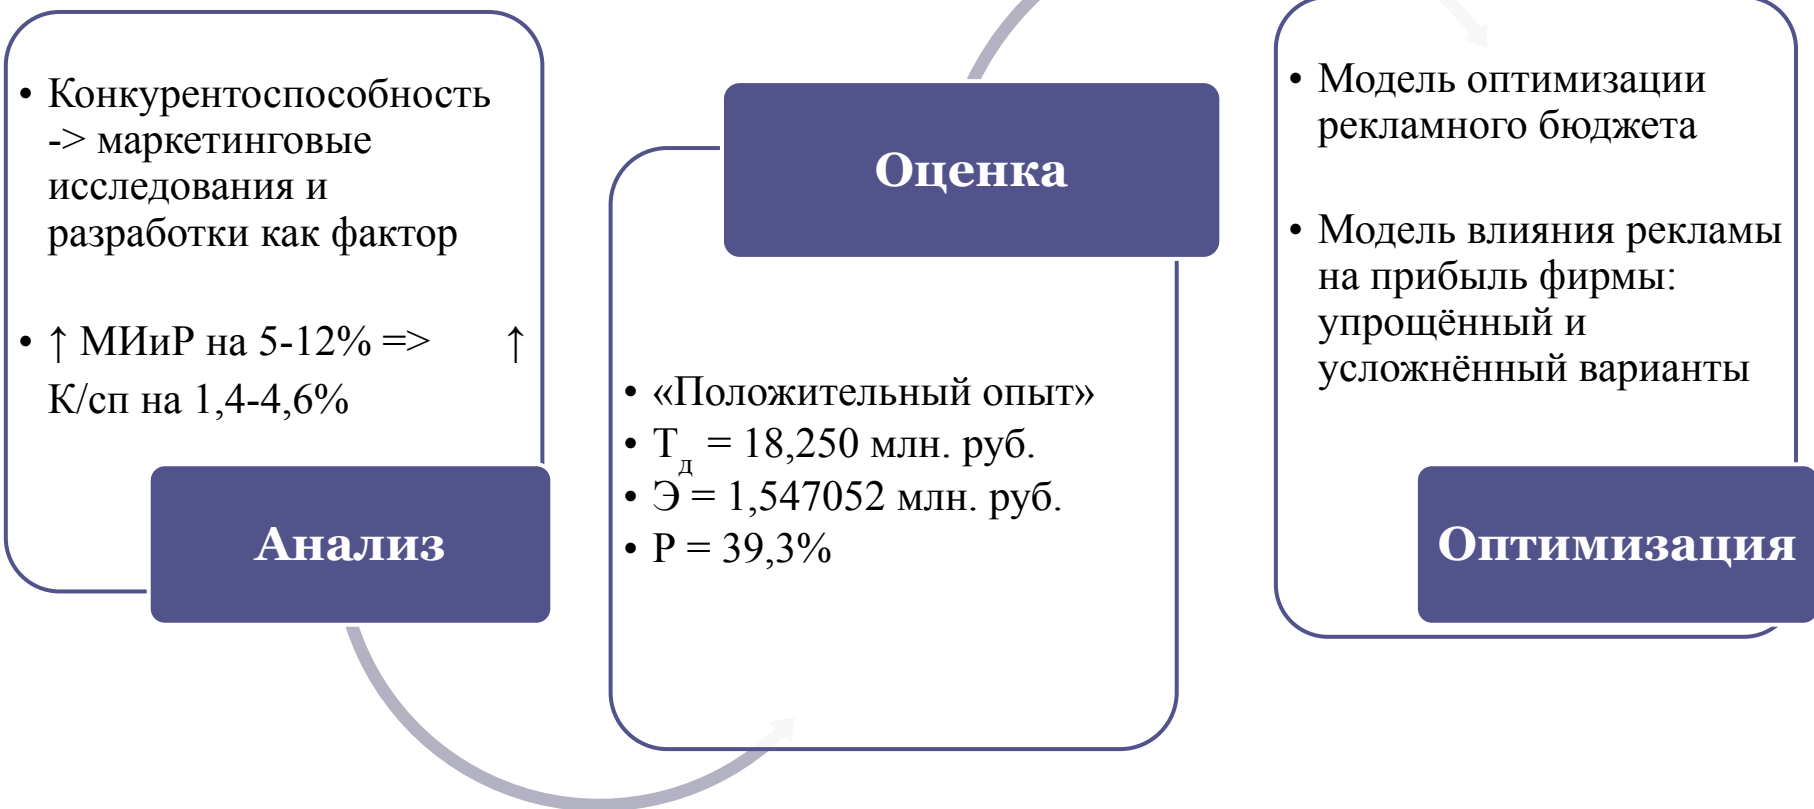 • Конкурентоспособность
-> маркетинговые
исследования и
разработки как фактор
• ↑ МИиР на 5-12% => ↑
К/сп на 1,4-4,6%
Анализ
Оценка
• «Положительный опыт»
• Тд = 18,250 млн. руб.
• Э = 1,547052 млн. руб.
• Р = 39,3%
• Модель оптимизации
рекламного бюджета
• Модель влияния рекламы
на прибыль фирмы:
упрощённый и
усложнённый варианты
Оптимизация